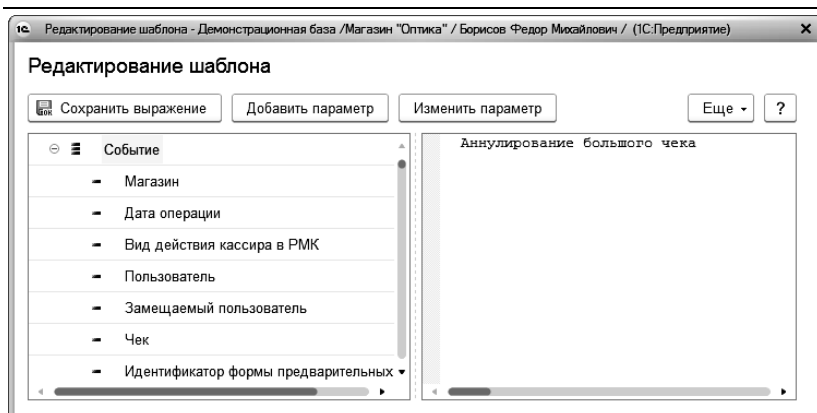 1С Редактирование шаблона - Демонстрационная база /Магазин "Оптика" / Борисов Федор Михайлович / (1С:Предприятие)
Редактирование шаблона
Сохранить выражение Добавить параметр Изменить параметр Еще ?
Событие
Магазин
Дата операции
Вид действия кассира в РМК
Пользователь
Замещаемый пользователь
Чек
Идентификатор формы предварительных
Аннулирование большого чека